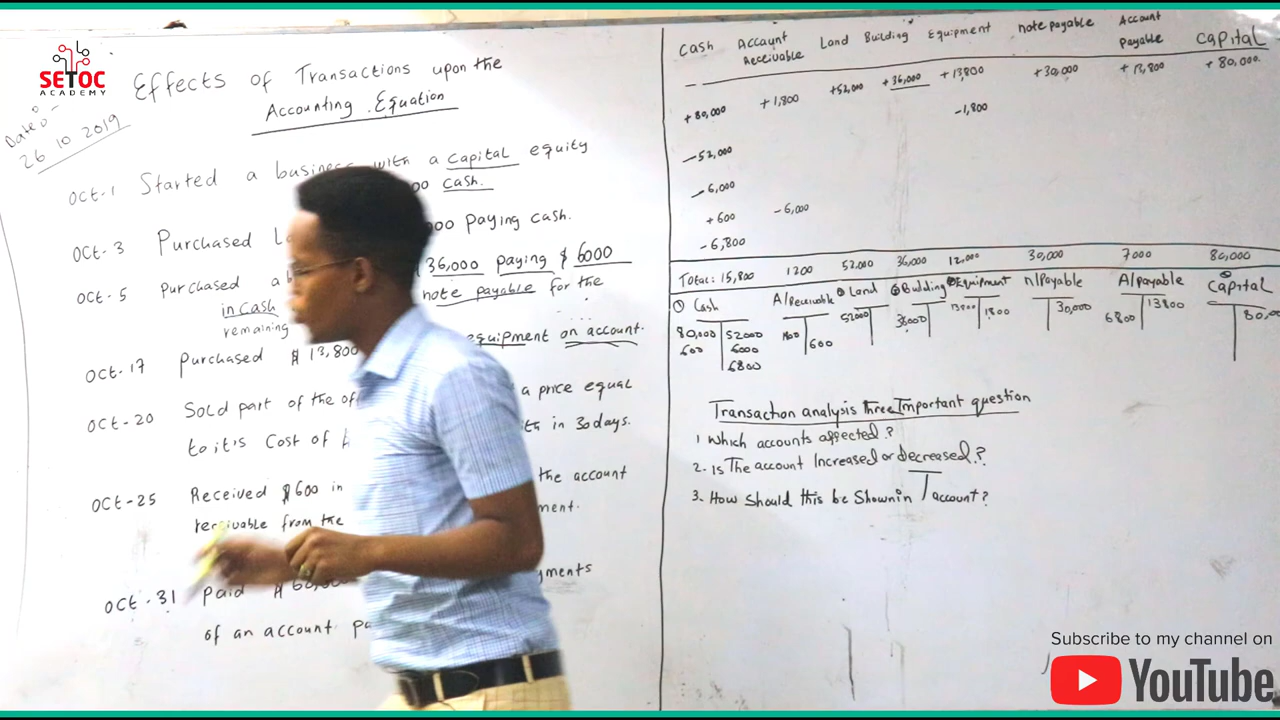 SETOC
ACADEMY
Date:
26 10 2019
Effects of Transactions upon the
Accounting Equation
OCT-1 Started a business with a capital equity
cash.
OCT-3 Purchased 000 paying cash.
OCT-5 Purchased a 36,000 paying $ 6000
in cash note payable for the
remaining
OCT-17 Purchased $ 13,800 equipment on account.
OCT-20 Sold part of the a price equal
to it's Cost of in 30 days.
OCT-25 Received $600 in the account
receivable from the
OCT-31 Paid
of an account
Cash Account Receivable Land Building Equipment note payable Account Payable Capital
+80,000 +1,800 +52,000 +36,000 +13,800 +30,000 +13,800 +80,000.
-1,800
-52,000
-6,000
+600 -6,000
-6,800
Total: 15,800 1200 52,000 36,000 12,000 30,000 7000 80,000
① Cash A/Receivable Land Building Equipment n/Payable A/Payable Capital
80,000 52000 600 52000 36000 13800 1800 30,000 6800 13800
600 6000
6800
Transaction analysis three Important question
1 Which accounts affected?
2. Is The account Increased or decreased?
3. How Should this be Shown in T account?
Subscribe to my channel on
YouTube